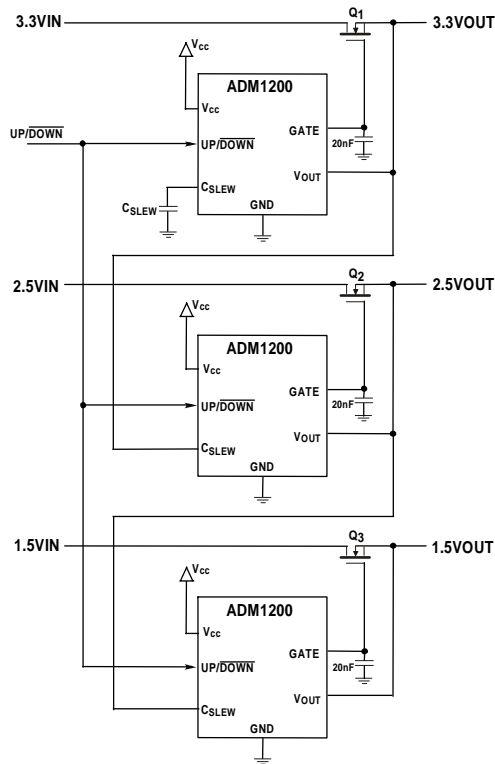 Q1
3.3VIN 3.3VOUT
Vcc
ADM1200
Vcc
UP/DOWN
UP/DOWN
GATE
20nF
CSLEW
VOUT
CSLEW
GND
Q2
2.5VIN 2.5VOUT
Vcc
ADM1200
Vcc
GATE
UP/DOWN
20nF
VOUT
CSLEW
GND
Q3
1.5VIN 1.5VOUT
Vcc
ADM1200
Vcc
GATE
UP/DOWN
20nF
VOUT
CSLEW
GND